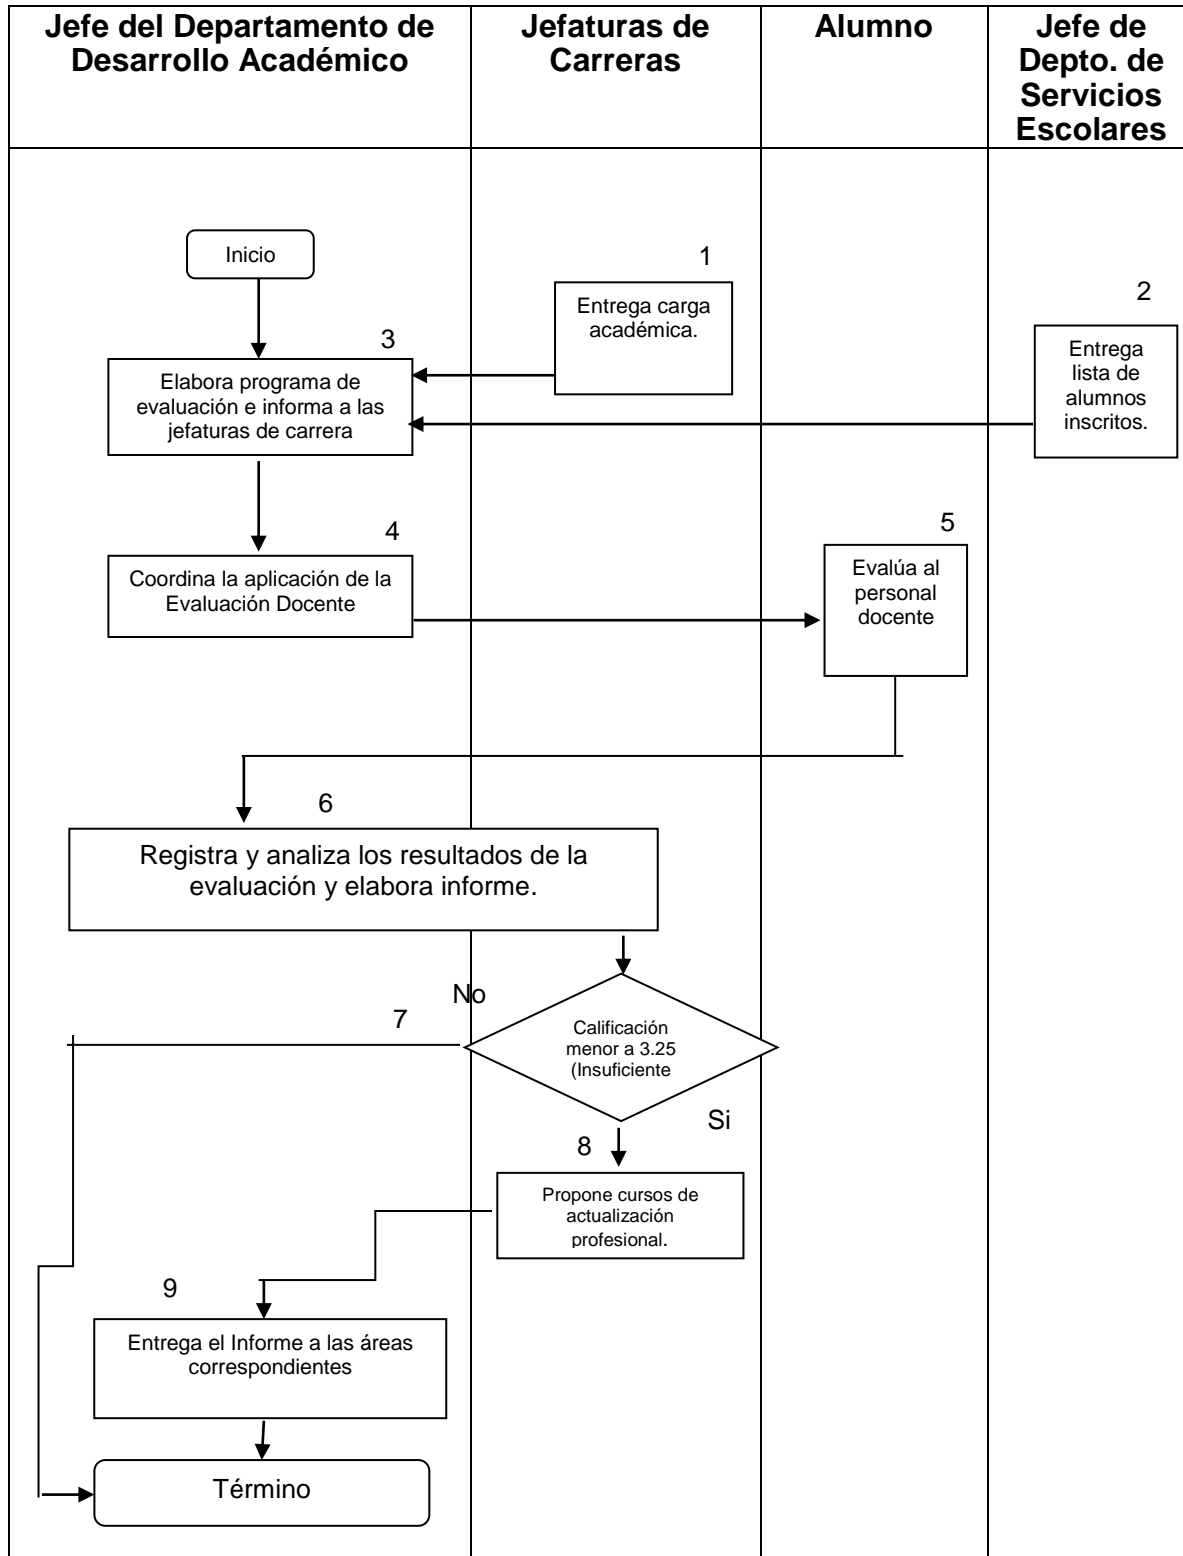 Jefe del Departamento de
Desarrollo Académico
Jefaturas de
Carreras
Alumno
Jefe de
Depto. de
Servicios
Escolares
Inicio
1
Entrega carga
académica.
2
Entrega
lista de
alumnos
inscritos.
3
Elabora programa de
evaluación e informa a las
jefaturas de carrera
4
Coordina la aplicación de la
Evaluación Docente
5
Evalúa al
personal
docente
6
Registra y analiza los resultados de la
evaluación y elabora informe.
No
7
Calificación
menor a 3.25
(Insuficiente
Si
8
Propone cursos de
actualización
profesional.
9
Entrega el Informe a las áreas
correspondientes
Término